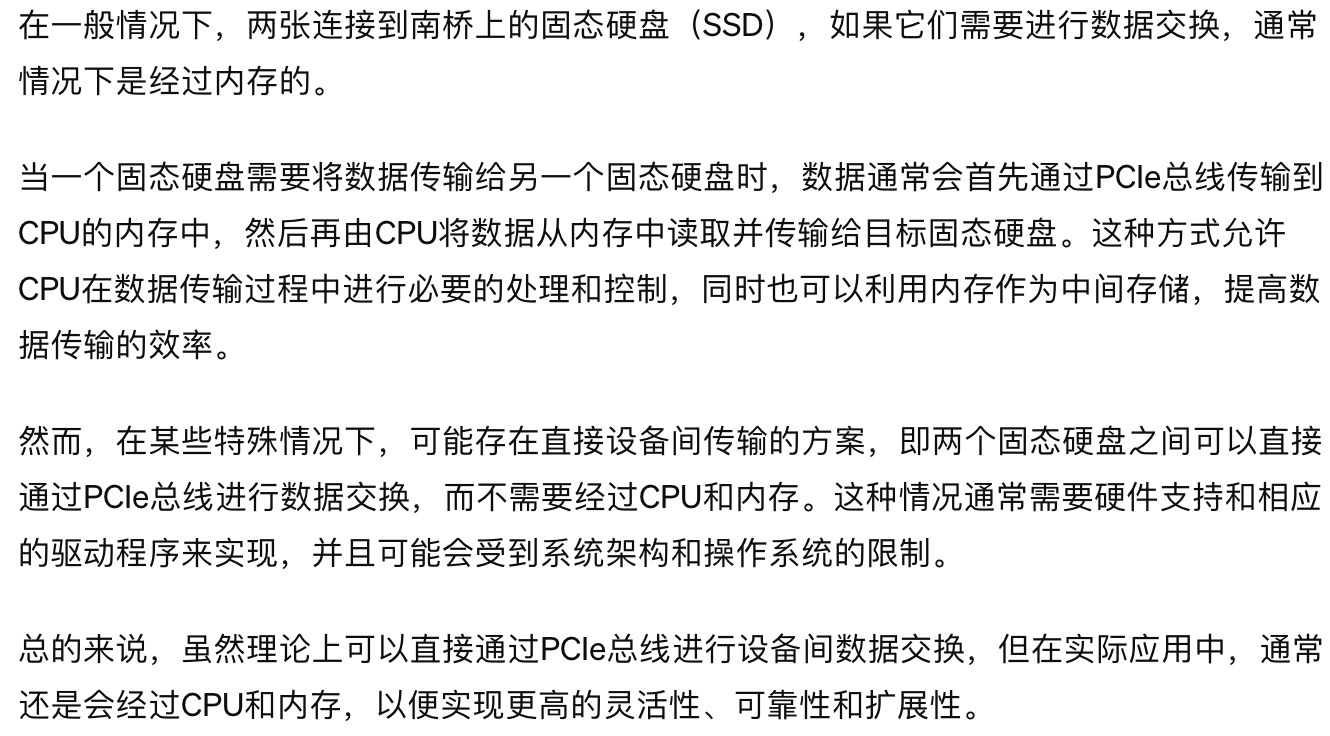 在一般情况下，两张连接到南桥上的固态硬盘（SSD），如果它们需要进行数据交换，通常
情况下是经过内存的。
当一个固态硬盘需要将数据传输给另一个固态硬盘时，数据通常会首先通过PCIe总线传输到
CPU的内存中，然后再由CPU将数据从内存中读取并传输给目标固态硬盘。这种方式允许
CPU在数据传输过程中进行必要的处理和控制，同时也可以利用内存作为中间存储，提高数
据传输的效率。
然而，在某些特殊情况下，可能存在直接设备间传输的方案，即两个固态硬盘之间可以直接
通过PCIe总线进行数据交换，而不需要经过CPU和内存。这种情况通常需要硬件支持和相应
的驱动程序来实现，并且可能会受到系统架构和操作系统的限制。
总的来说，虽然理论上可以直接通过PCIe总线进行设备间数据交换，但在实际应用中，通常
还是会经过CPU和内存，以便实现更高的灵活性、可靠性和扩展性。